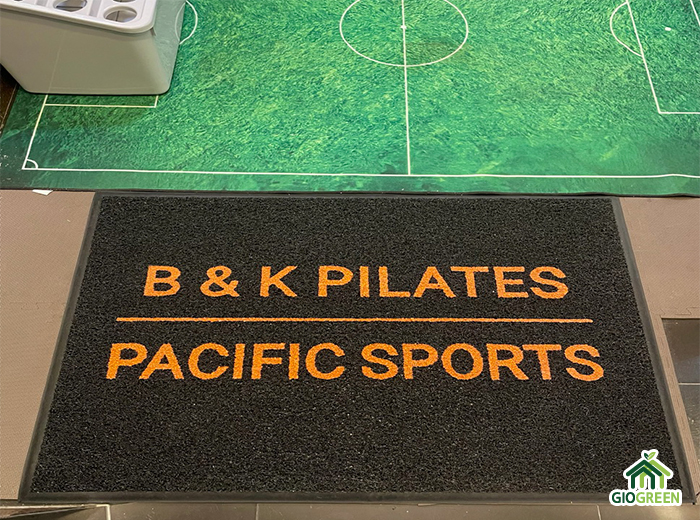 B & K PILATES
PACIFIC SPORTS
GIOGREEN